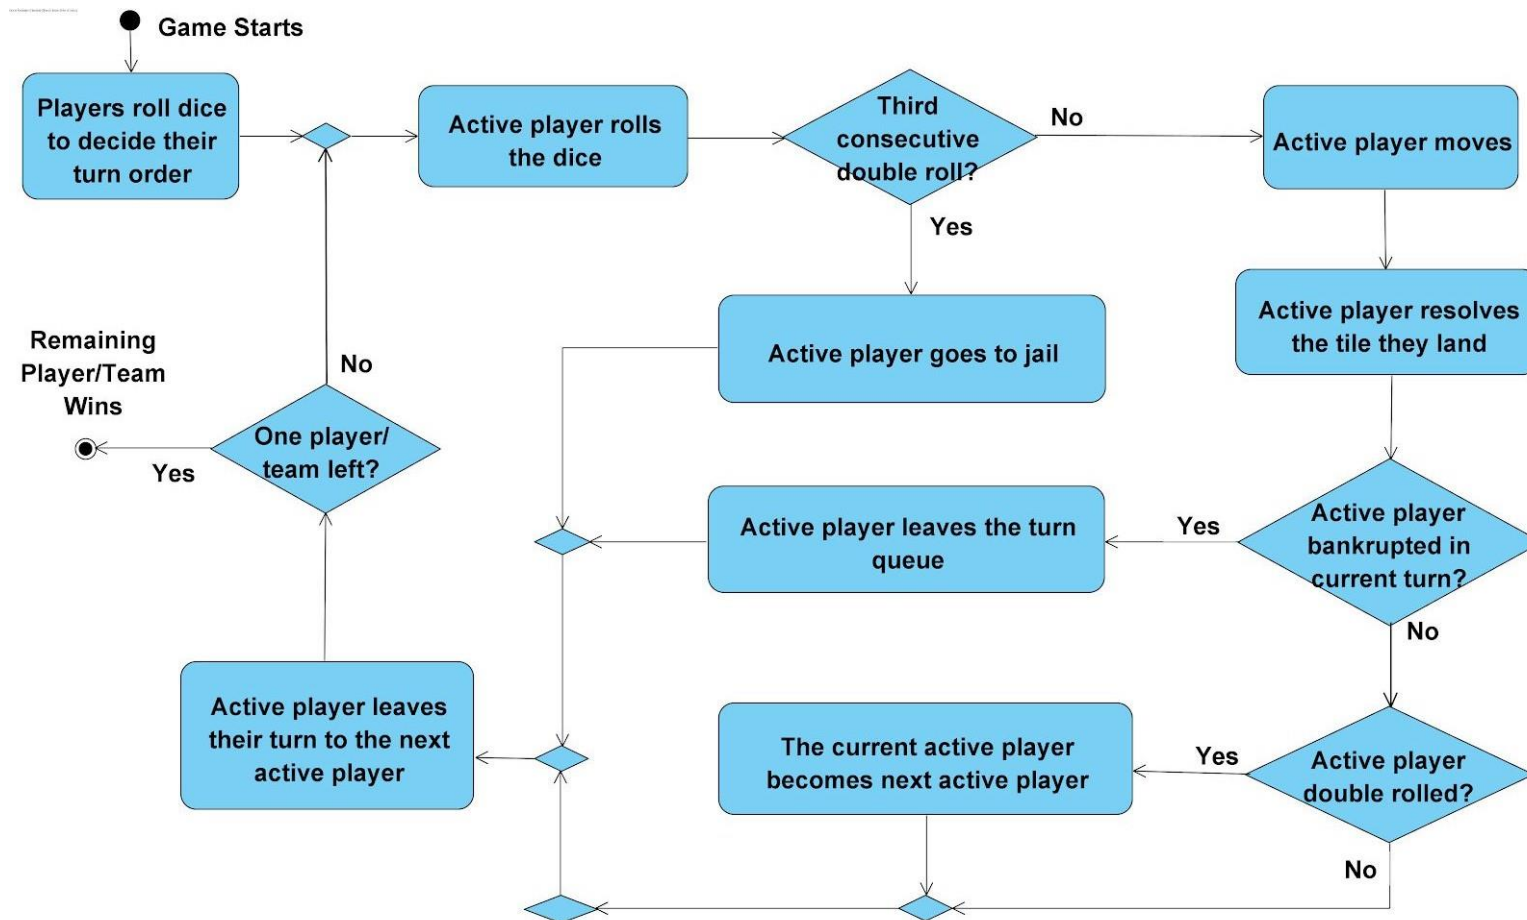 Game Starts
Players roll dice
to decide their
turn order
Active player rolls
the dice
Third
consecutive
double roll?
No
Active player moves
Yes
Active player resolves
the tile they land
Active player goes to jail
Remaining
Player/Team
Wins
No
One player/
team left?
Yes
Active player leaves the turn
queue
Yes
Active player
bankrupted in
current turn?
No
Active player leaves
their turn to the next
active player
The current active player
becomes next active player
Yes
Active player
double rolled?
No